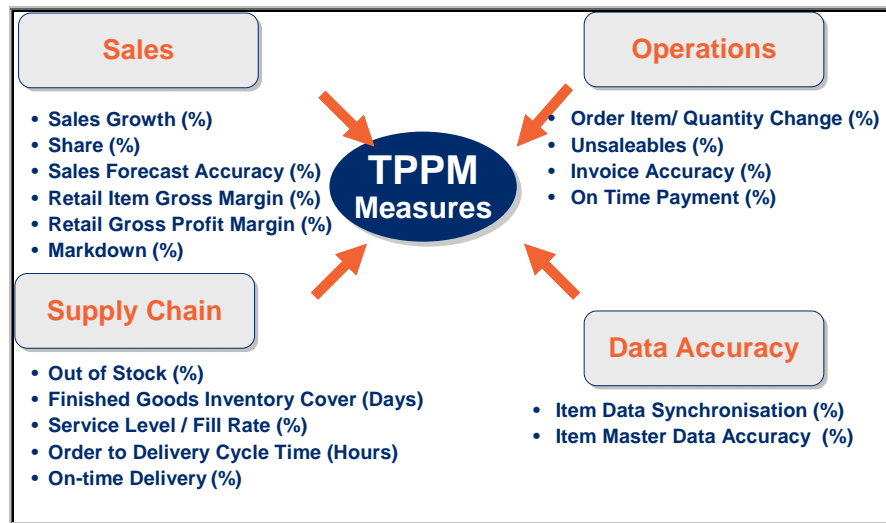 Sales
• Sales Growth (%)
• Share (%)
• Sales Forecast Accuracy (%)
• Retail Item Gross Margin (%)
• Retail Gross Profit Margin (%)
• Markdown (%)
Operations
• Order Item/ Quantity Change (%)
• Unsaleables (%)
• Invoice Accuracy (%)
• On Time Payment (%)
TPPM
Measures
Supply Chain
• Out of Stock (%)
• Finished Goods Inventory Cover (Days)
• Service Level / Fill Rate (%)
• Order to Delivery Cycle Time (Hours)
• On-time Delivery (%)
Data Accuracy
• Item Data Synchronisation (%)
• Item Master Data Accuracy (%)